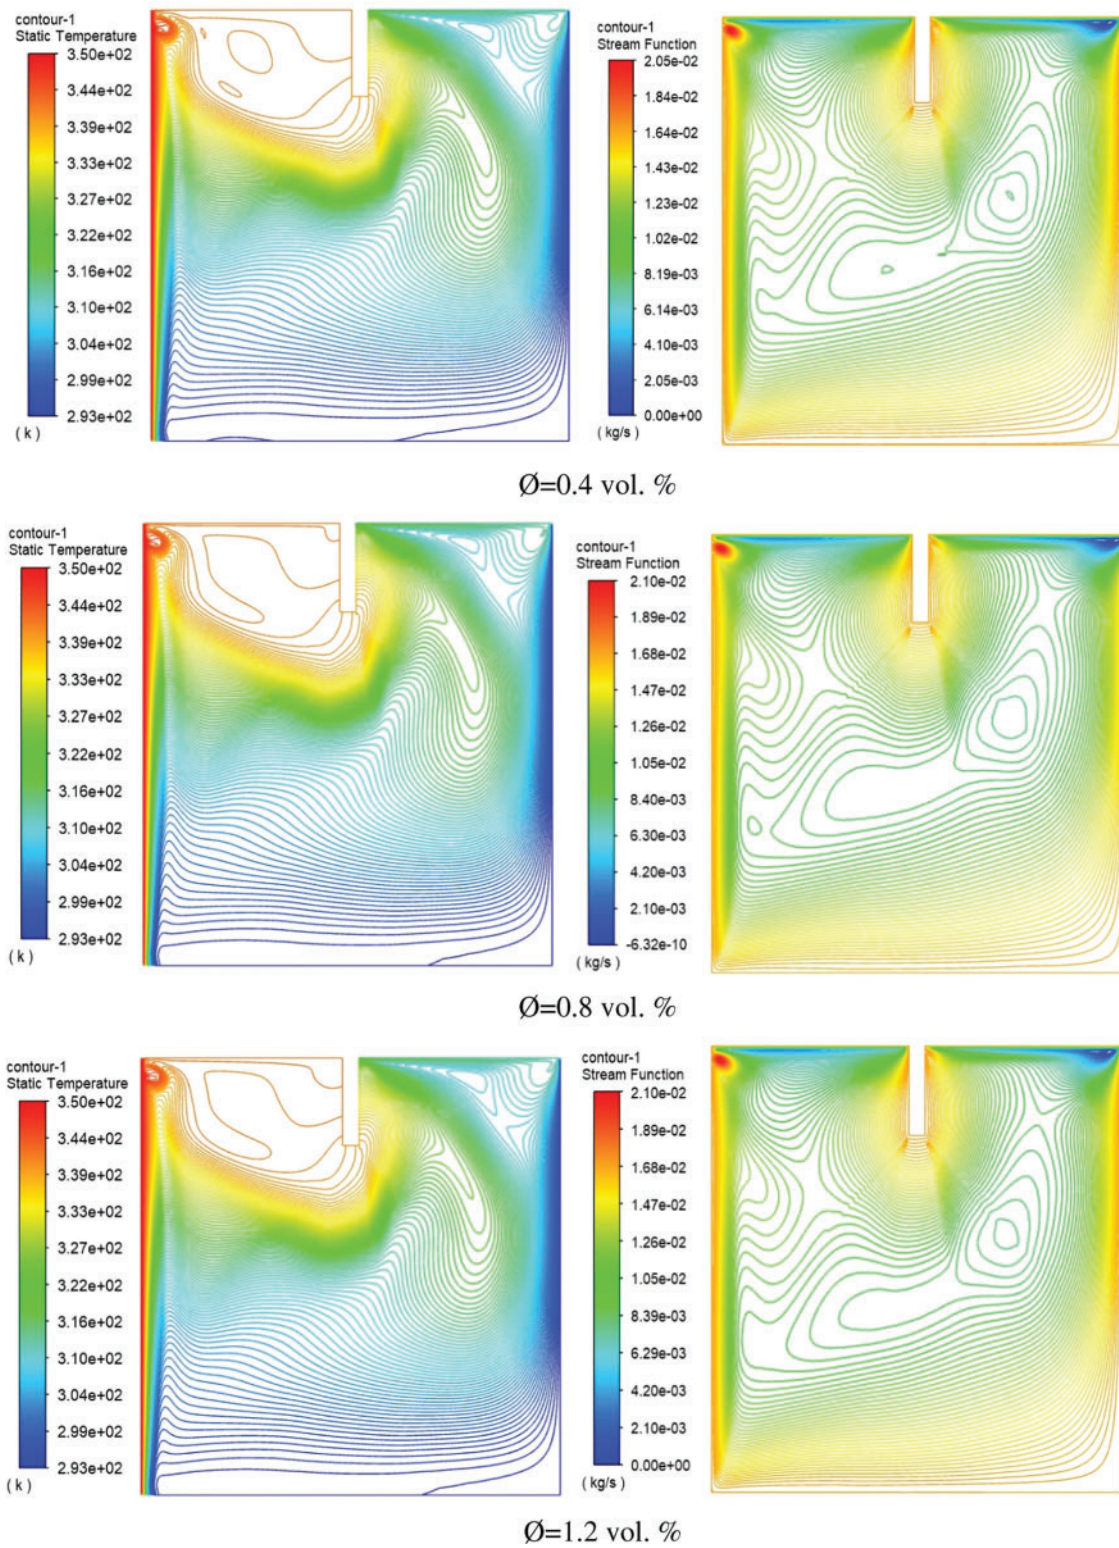 contour-1
Static Temperature
3.50e+02
3.44e+02
3.39e+02
3.33e+02
3.27e+02
3.22e+02
3.16e+02
3.10e+02
3.04e+02
2.99e+02
2.93e+02
( k )
contour-1
Stream Function
2.05e-02
1.84e-02
1.64e-02
1.43e-02
1.23e-02
1.02e-02
8.19e-03
6.14e-03
4.10e-03
2.05e-03
0.00e+00
( kg/s )
Ø=0.4 vol. %
contour-1
Static Temperature
3.50e+02
3.44e+02
3.39e+02
3.33e+02
3.27e+02
3.22e+02
3.16e+02
3.10e+02
3.04e+02
2.99e+02
2.93e+02
( k )
contour-1
Stream Function
2.10e-02
1.89e-02
1.68e-02
1.47e-02
1.26e-02
1.05e-02
8.40e-03
6.30e-03
4.20e-03
2.10e-03
-6.32e-10
( kg/s )
Ø=0.8 vol. %
contour-1
Static Temperature
3.50e+02
3.44e+02
3.39e+02
3.33e+02
3.27e+02
3.22e+02
3.16e+02
3.10e+02
3.04e+02
2.99e+02
2.93e+02
( k )
contour-1
Stream Function
2.10e-02
1.89e-02
1.68e-02
1.47e-02
1.26e-02
1.05e-02
8.39e-03
6.29e-03
4.20e-03
2.10e-03
0.00e+00
( kg/s )
Ø=1.2 vol. %